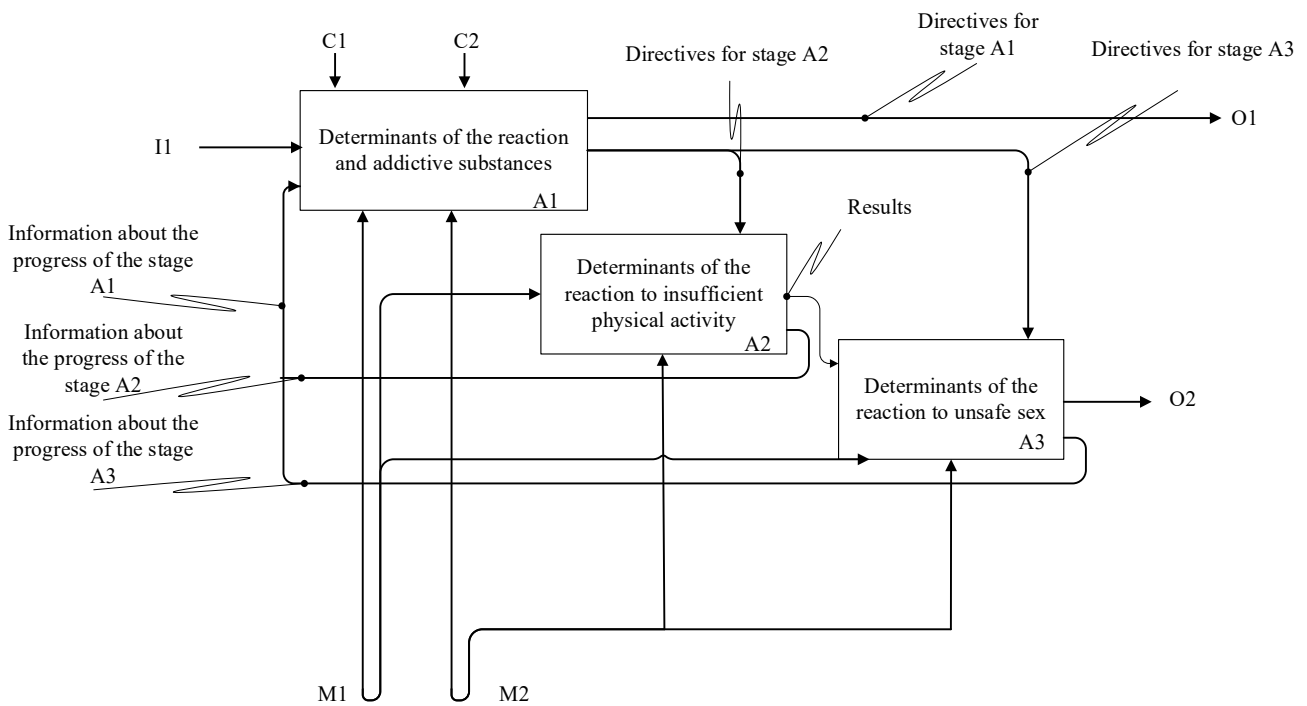 Directives for
stage A1
C1
C2
Directives for stage A2
Directives for stage A3
O1
I1
Determinants of the reaction
and addictive substances
A1
Results
Information about the
progress of the stage
A1
Determinants of the
reaction to insufficient
physical activity
A2
Information about
the progress of the
stage A2
Determinants of the
reaction to unsafe sex
A3
O2
Information about the
progress of the stage
A3
M1
M2